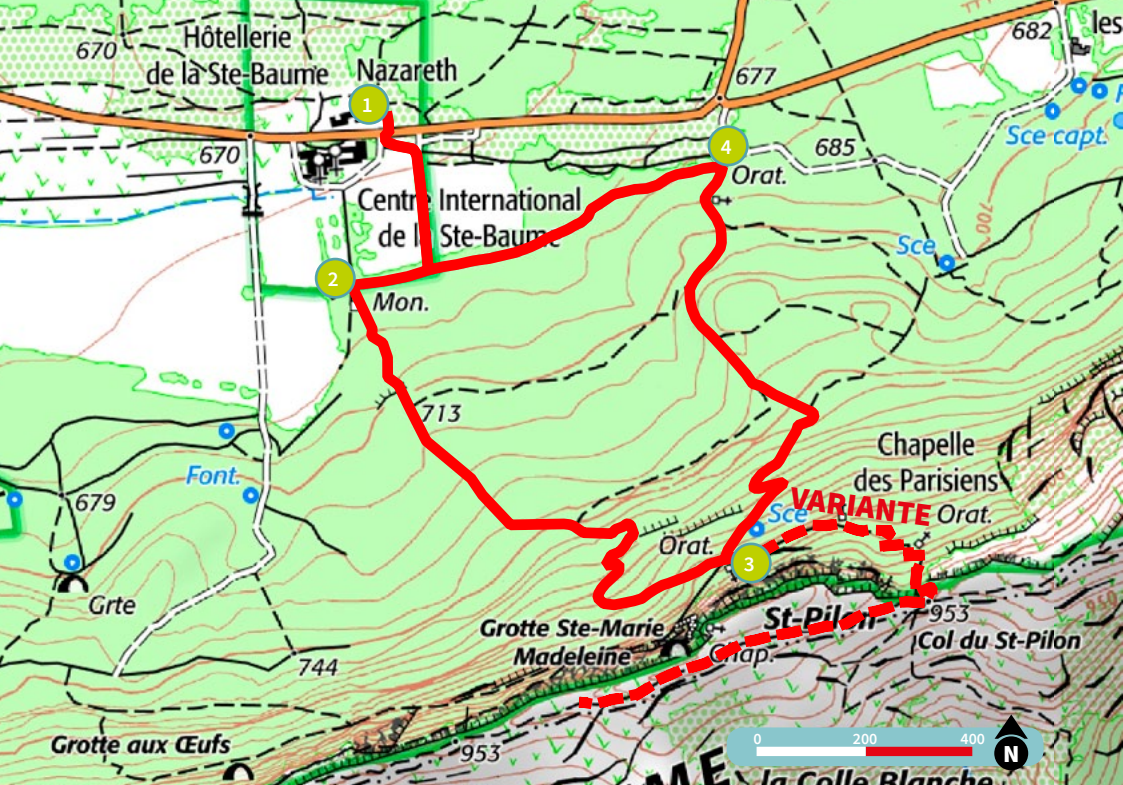 670
Hôtellerie
de la Ste-Baume
Nazareth
1
682
les
677
F
Sce capt.
670
4
685
Orat.
Centre International
de la Ste-Baume
700
Sce
2
Mon.
713
Chapelle
des Parisiens
Font.
679
VARIANTE
Sce
Orat.
Orat.
3
Grte
950
St-Pilon
953
Grotte Ste-Marie
Madeleine
Col du St-Pilon
Chap.
744
Grotte aux Œufs
953
0 200 400
N
la Colle Blanche